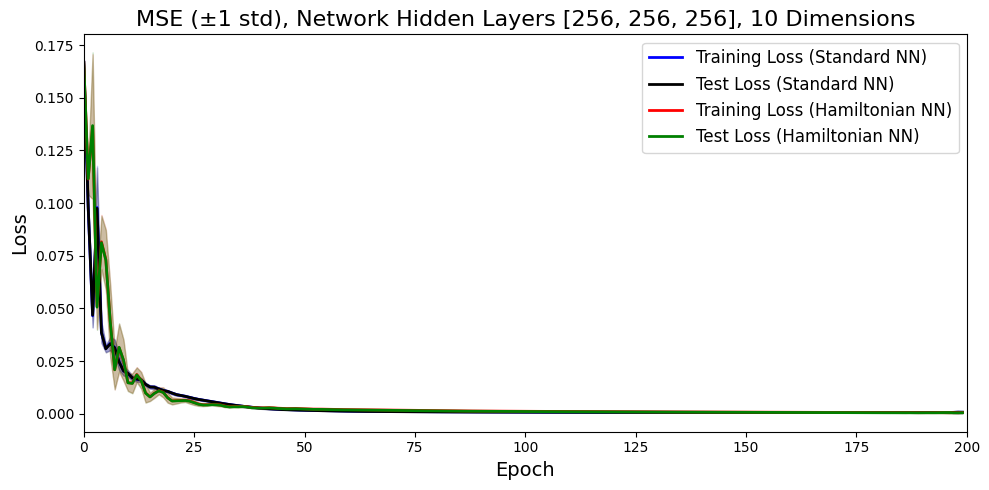 MSE (±1 std), Network Hidden Layers [256, 256, 256], 10 Dimensions
Training Loss (Standard NN)
Test Loss (Standard NN)
Training Loss (Hamiltonian NN)
Test Loss (Hamiltonian NN)
Loss
0.175
0.150
0.125
0.100
0.075
0.050
0.025
0.000
0
25
50
75
100
125
150
175
200
Epoch